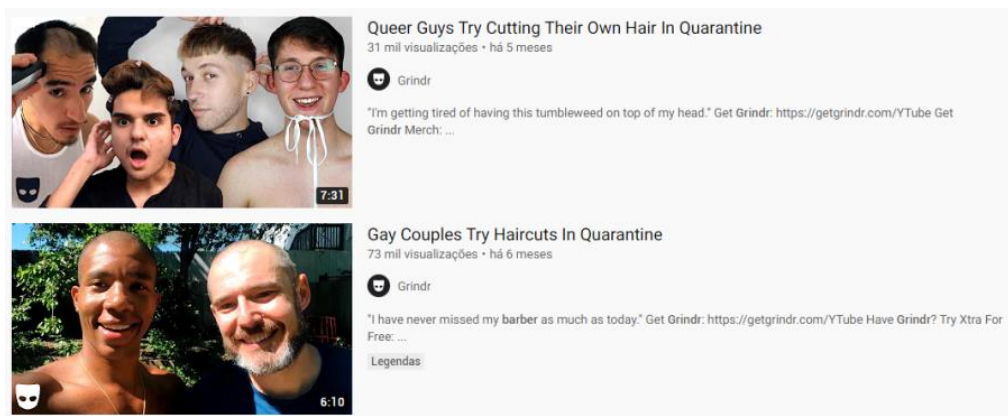 Queer Guys Try Cutting Their Own Hair In Quarantine
31 mil visualizações • há 5 meses
Grindr
"I'm getting tired of having this tumbleweed on top of my head." Get Grindr: https://getgrindr.com/YTube Get
Grindr Merch: ...
7:31
Gay Couples Try Haircuts In Quarantine
73 mil visualizações • há 6 meses
Grindr
"I have never missed my barber as much as today." Get Grindr: https://getgrindr.com/YTube Have Grindr? Try Xtra For
Free: ...
Legendas
6:10